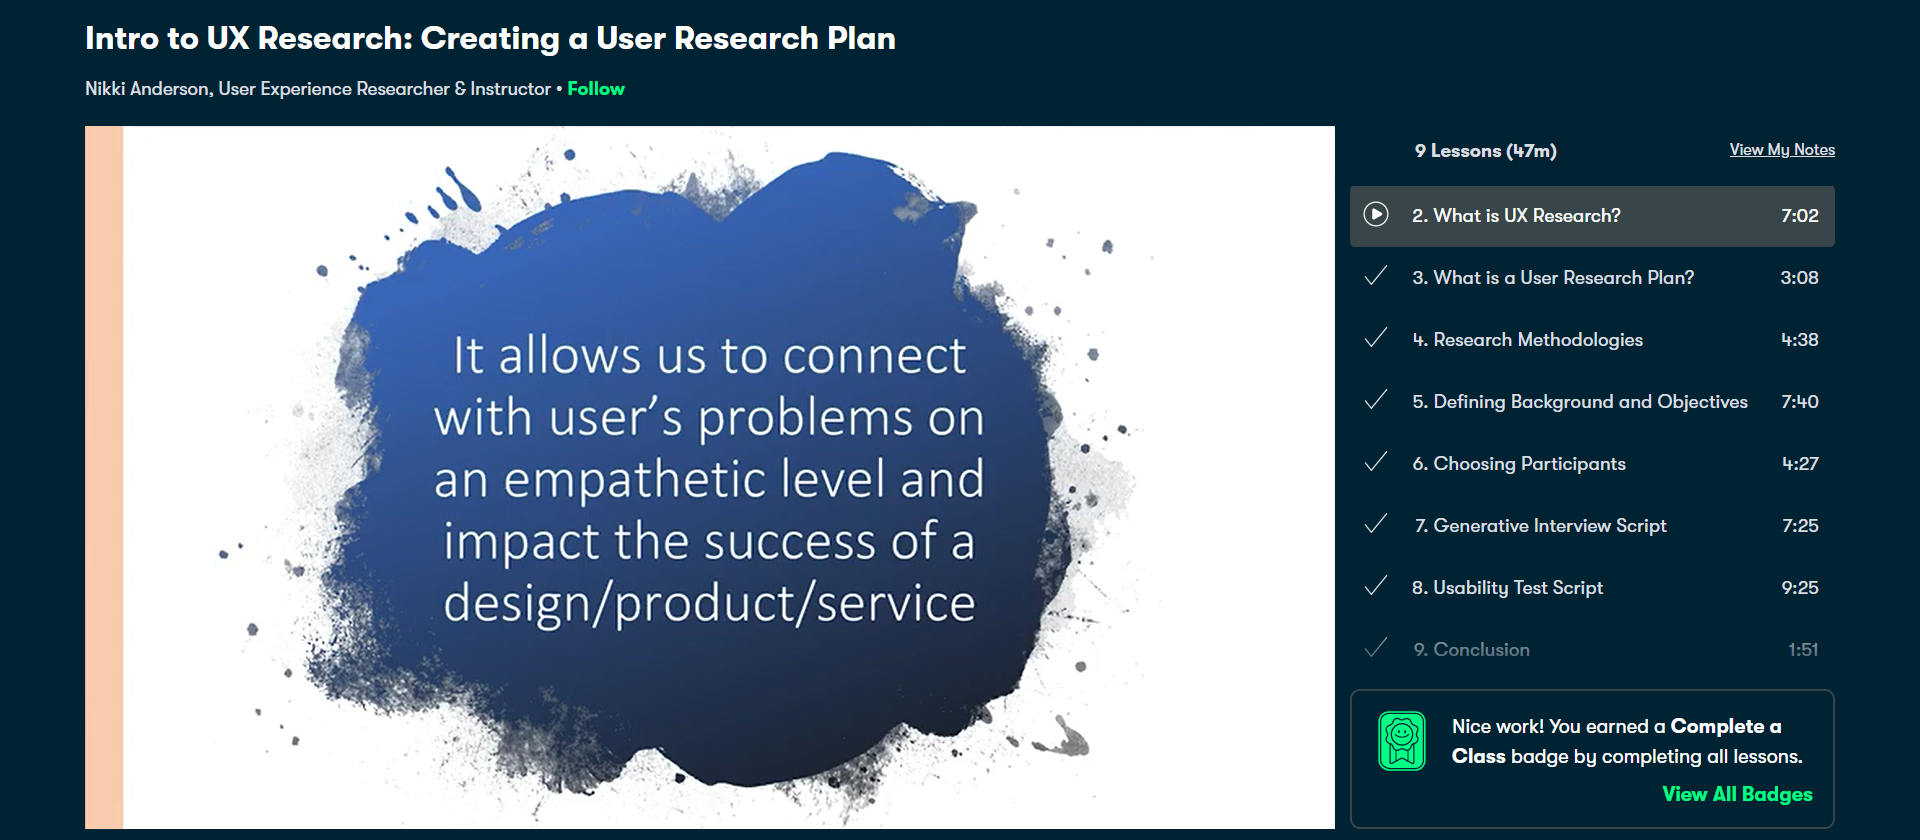 Intro to UX Research: Creating a User Research Plan
Nikki Anderson, User Experience Researcher & Instructor • Follow
It allows us to connect
with user’s problems on
an empathetic level and
impact the success of a
design/product/service
9 Lessons (47m) View My Notes
2. What is UX Research? 7:02
3. What is a User Research Plan? 3:08
4. Research Methodologies 4:38
5. Defining Background and Objectives 7:40
6. Choosing Participants 4:27
7. Generative Interview Script 7:25
8. Usability Test Script 9:25
9. Conclusion 1:51
Nice work! You earned a Complete a
Class badge by completing all lessons.
View All Badges